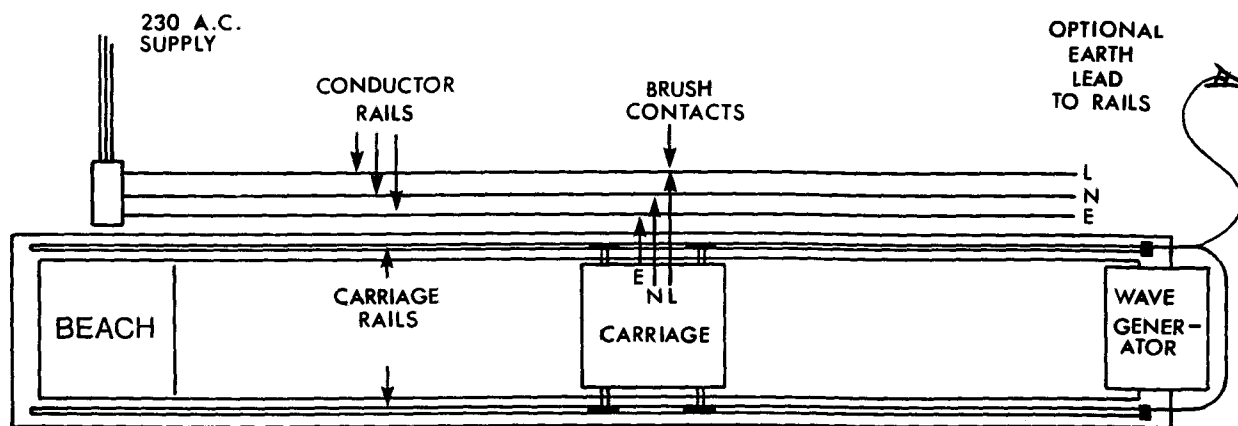 230 A.C.
SUPPLY
OPTIONAL
EARTH
LEAD
TO RAILS
CONDUCTOR
RAILS
BRUSH
CONTACTS
L
N
E
E
N L
BEACH
CARRIAGE
RAILS
CARRIAGE
WAVE
GENER-
ATOR